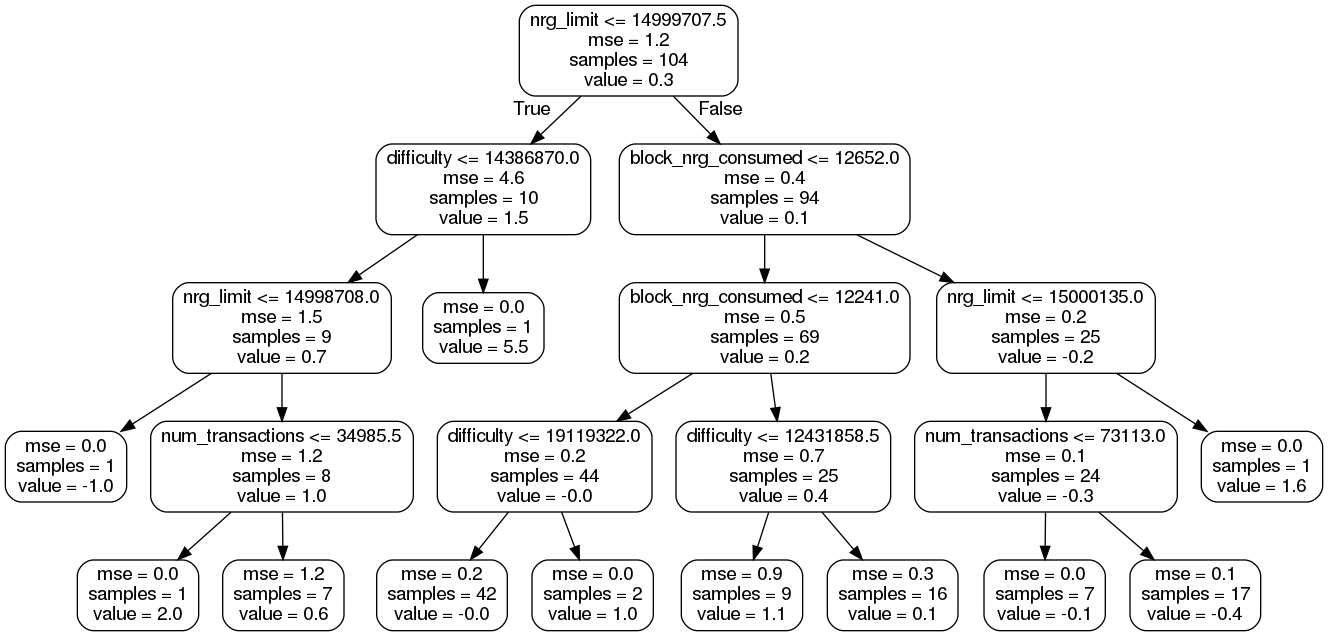 nrg_limit <= 14999707.5
mse = 1.2
samples = 104
value = 0.3
True
False
difficulty <= 14386870.0
mse = 4.6
samples = 10
value = 1.5
block_nrg_consumed <= 12652.0
mse = 0.4
samples = 94
value = 0.1
nrg_limit <= 14998708.0
mse = 1.5
samples = 9
value = 0.7
mse = 0.0
samples = 1
value = 5.5
block_nrg_consumed <= 12241.0
mse = 0.5
samples = 69
value = 0.2
nrg_limit <= 15000135.0
mse = 0.2
samples = 25
value = -0.2
mse = 0.0
samples = 1
value = -1.0
num_transactions <= 34985.5
mse = 1.2
samples = 8
value = 1.0
difficulty <= 19119322.0
mse = 0.2
samples = 44
value = -0.0
difficulty <= 12431858.5
mse = 0.7
samples = 25
value = 0.4
num_transactions <= 73113.0
mse = 0.1
samples = 24
value = -0.3
mse = 0.0
samples = 1
value = 1.6
mse = 0.0
samples = 1
value = 2.0
mse = 1.2
samples = 7
value = 0.6
mse = 0.2
samples = 42
value = -0.0
mse = 0.0
samples = 2
value = 1.0
mse = 0.9
samples = 9
value = 1.1
mse = 0.3
samples = 16
value = 0.1
mse = 0.0
samples = 7
value = -0.1
mse = 0.1
samples = 17
value = -0.4